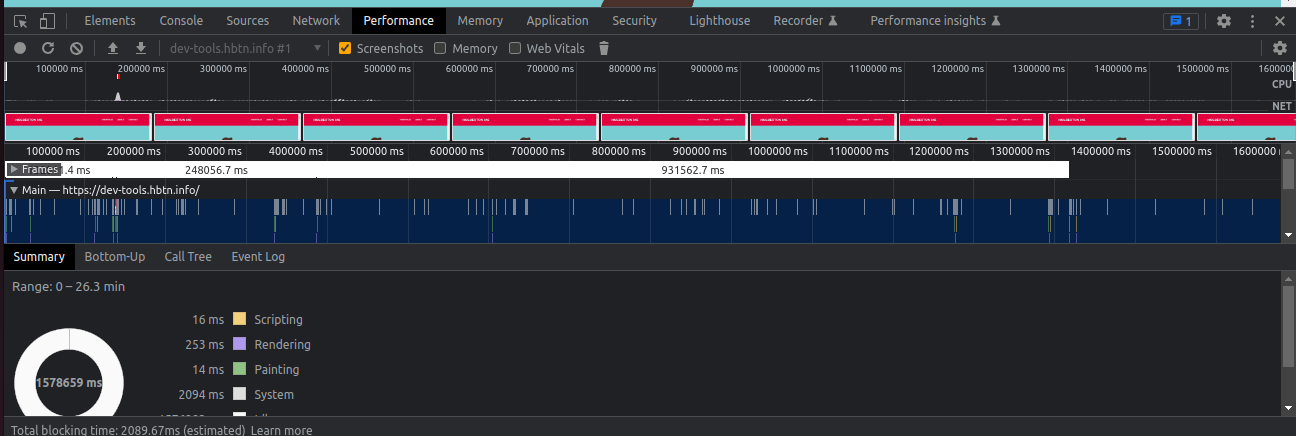 Elements Console Sources Network Performance Memory Application Security Lighthouse Recorder Performance insights 1
dev-tools.hbtn.info #1 Screenshots Memory Web Vitals
100000 ms 200000 ms 300000 ms 400000 ms 500000 ms 600000 ms 700000 ms 800000 ms 900000 ms 1000000 ms 1100000 ms 1200000 ms 1300000 ms 1400000 ms 1500000 ms
CPU
NET
100000 ms 200000 ms 300000 ms 400000 ms 500000 ms 600000 ms 700000 ms 800000 ms 900000 ms 1000000 ms 1100000 ms 1200000 ms 1300000 ms 1400000 ms 1500000 ms
Frames 1.4 ms 248056.7 ms 931562.7 ms
Main — https://dev-tools.hbtn.info/
Summary Bottom-Up Call Tree Event Log
Range: 0 – 26.3 min
16 ms Scripting
253 ms Rendering
14 ms Painting
1578659 ms
2094 ms System
Total blocking time: 2089.67ms (estimated) Learn more